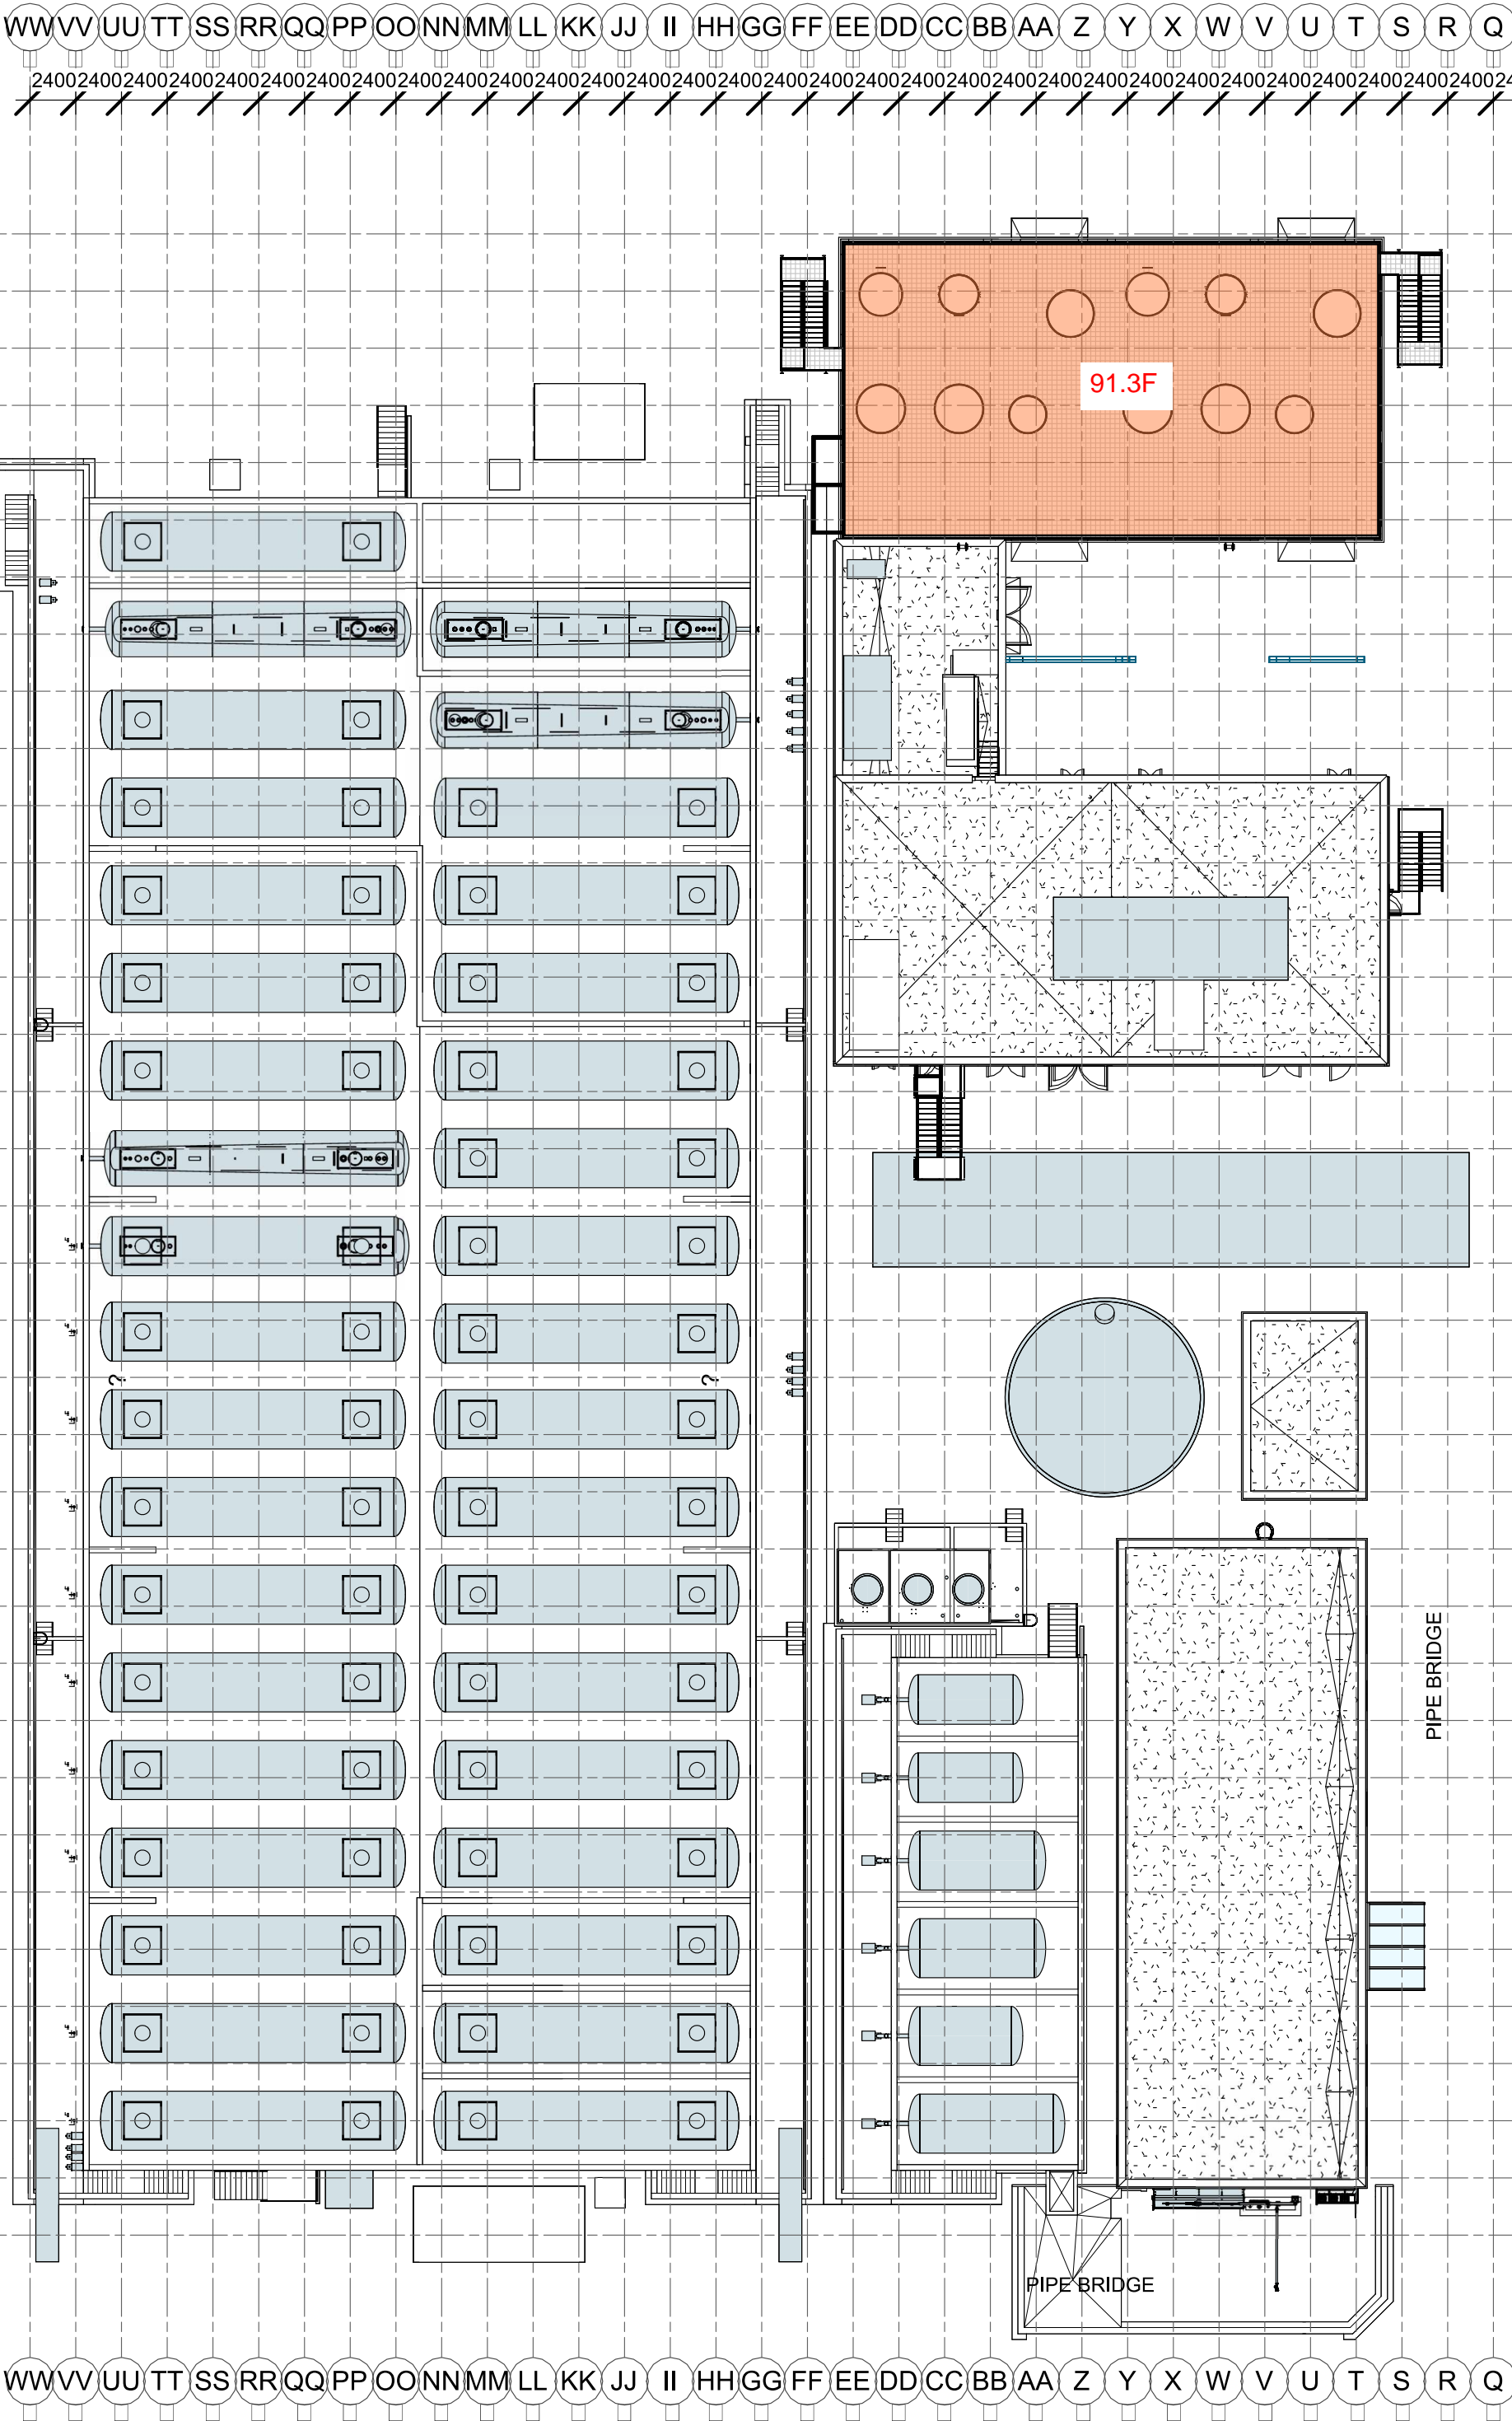 WW VV UU TT SS RR QQ PP OO NN MM LL KK JJ II HH GG FF EE DD CC BB AA Z Y X W V U T S R Q
2400 2400 2400 2400 2400 2400 2400 2400 2400 2400 2400 2400 2400 2400 2400 2400 2400 2400 2400 2400 2400 2400 2400 2400 2400 2400 2400 2400 2400 2400 2400 2400
91.3F
? ?
PIPE BRIDGE
PIPE BRIDGE
WW VV UU TT SS RR QQ PP OO NN MM LL KK JJ II HH GG FF EE DD CC BB AA Z Y X W V U T S R Q